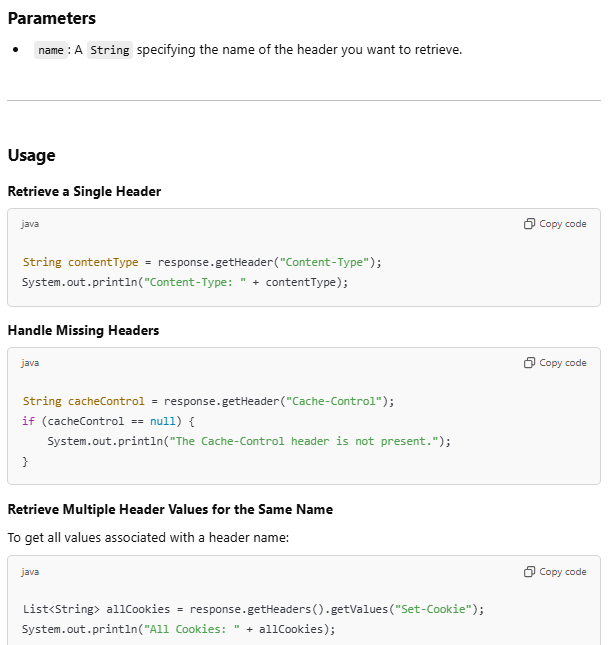 Parameters
• name: A String specifying the name of the header you want to retrieve.
Usage
Retrieve a Single Header
java Copy code
String contentType = response.getHeader("Content-Type");
System.out.println("Content-Type: " + contentType);
Handle Missing Headers
java Copy code
String cacheControl = response.getHeader("Cache-Control");
if (cacheControl == null) {
    System.out.println("The Cache-Control header is not present.");
}
Retrieve Multiple Header Values for the Same Name
To get all values associated with a header name:
java Copy code
List<String> allCookies = response.getHeaders().getValues("Set-Cookie");
System.out.println("All Cookies: " + allCookies);